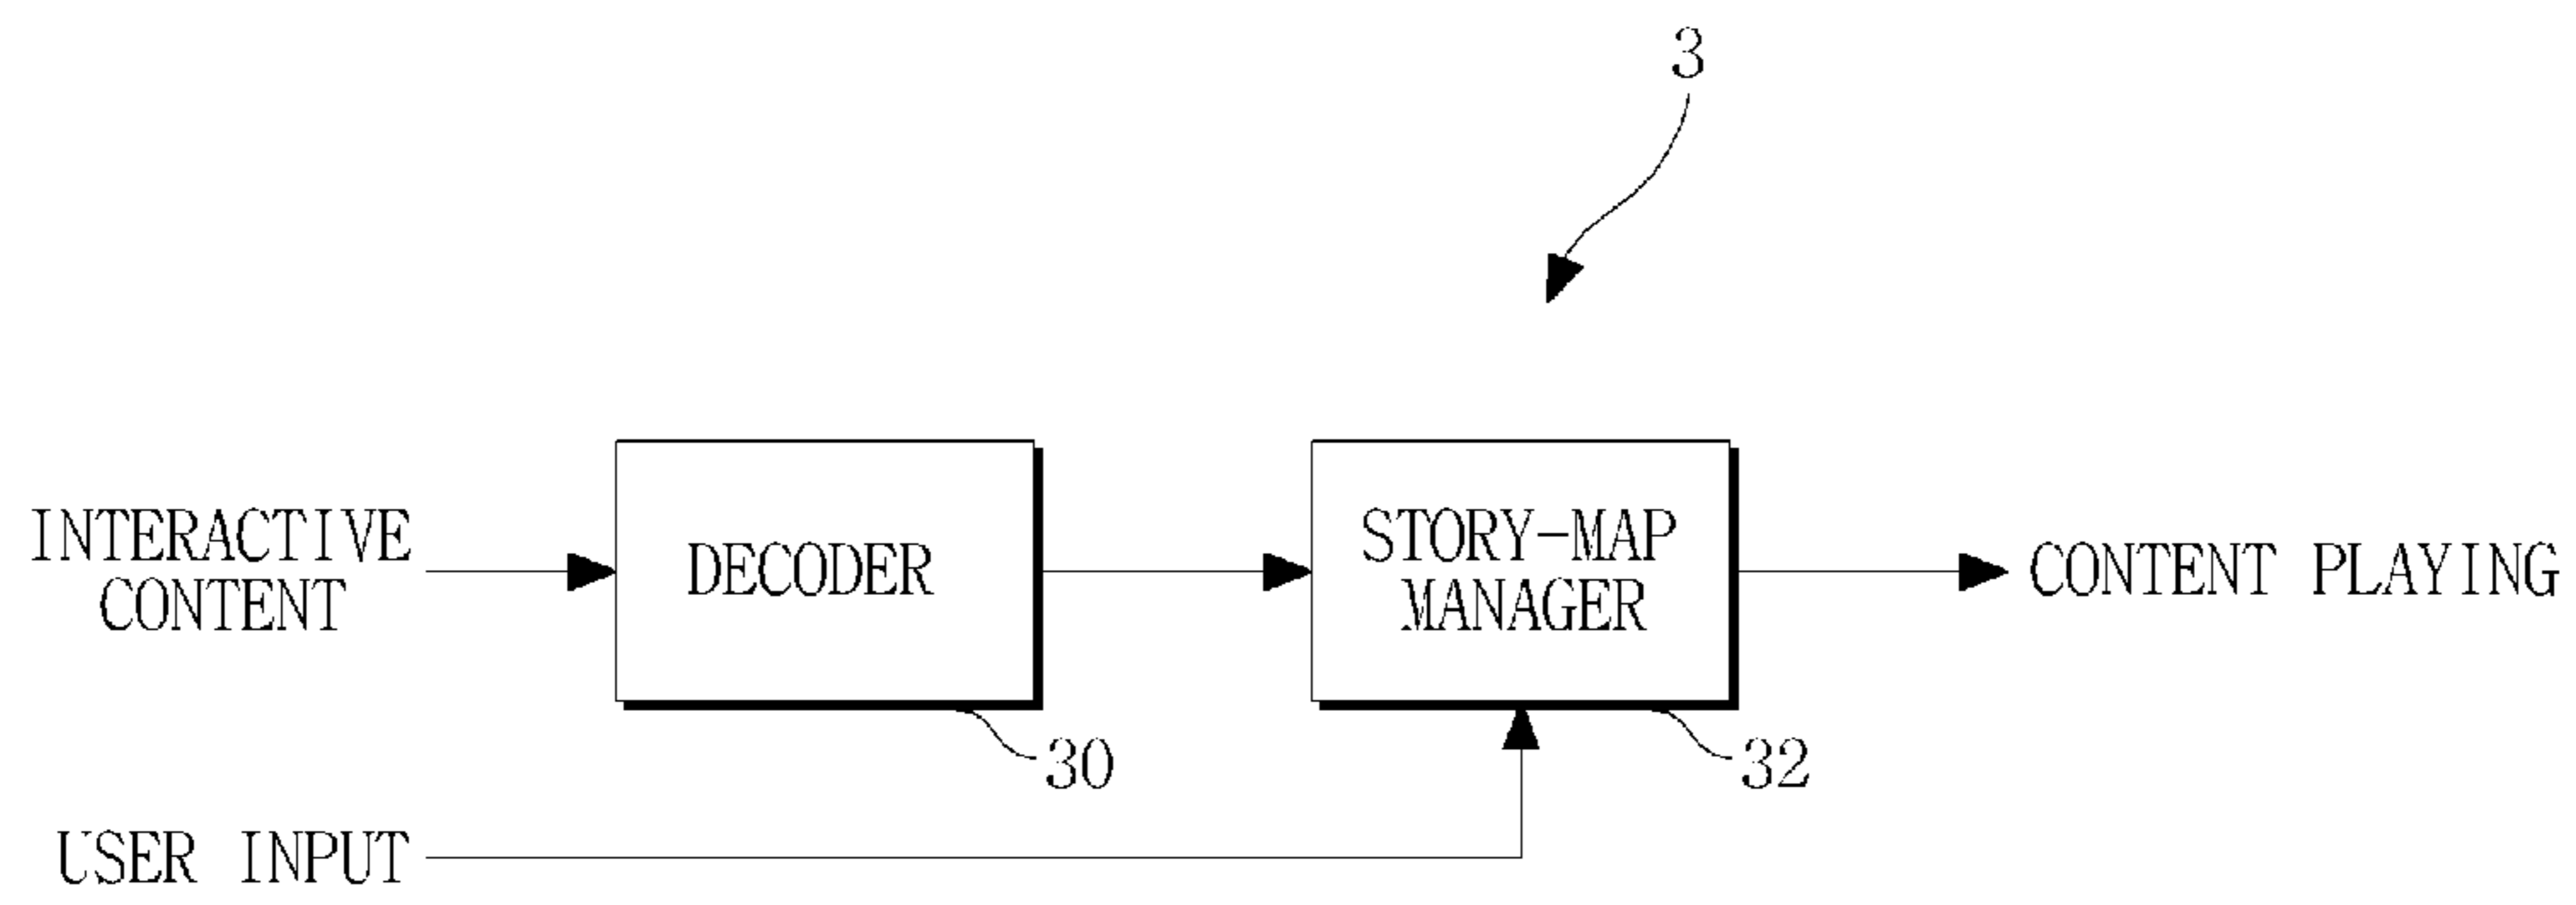 3
INTERACTIVE
CONTENT
DECODER
STORY-MAP
MANAGER
CONTENT PLAYING
30
32
USER INPUT